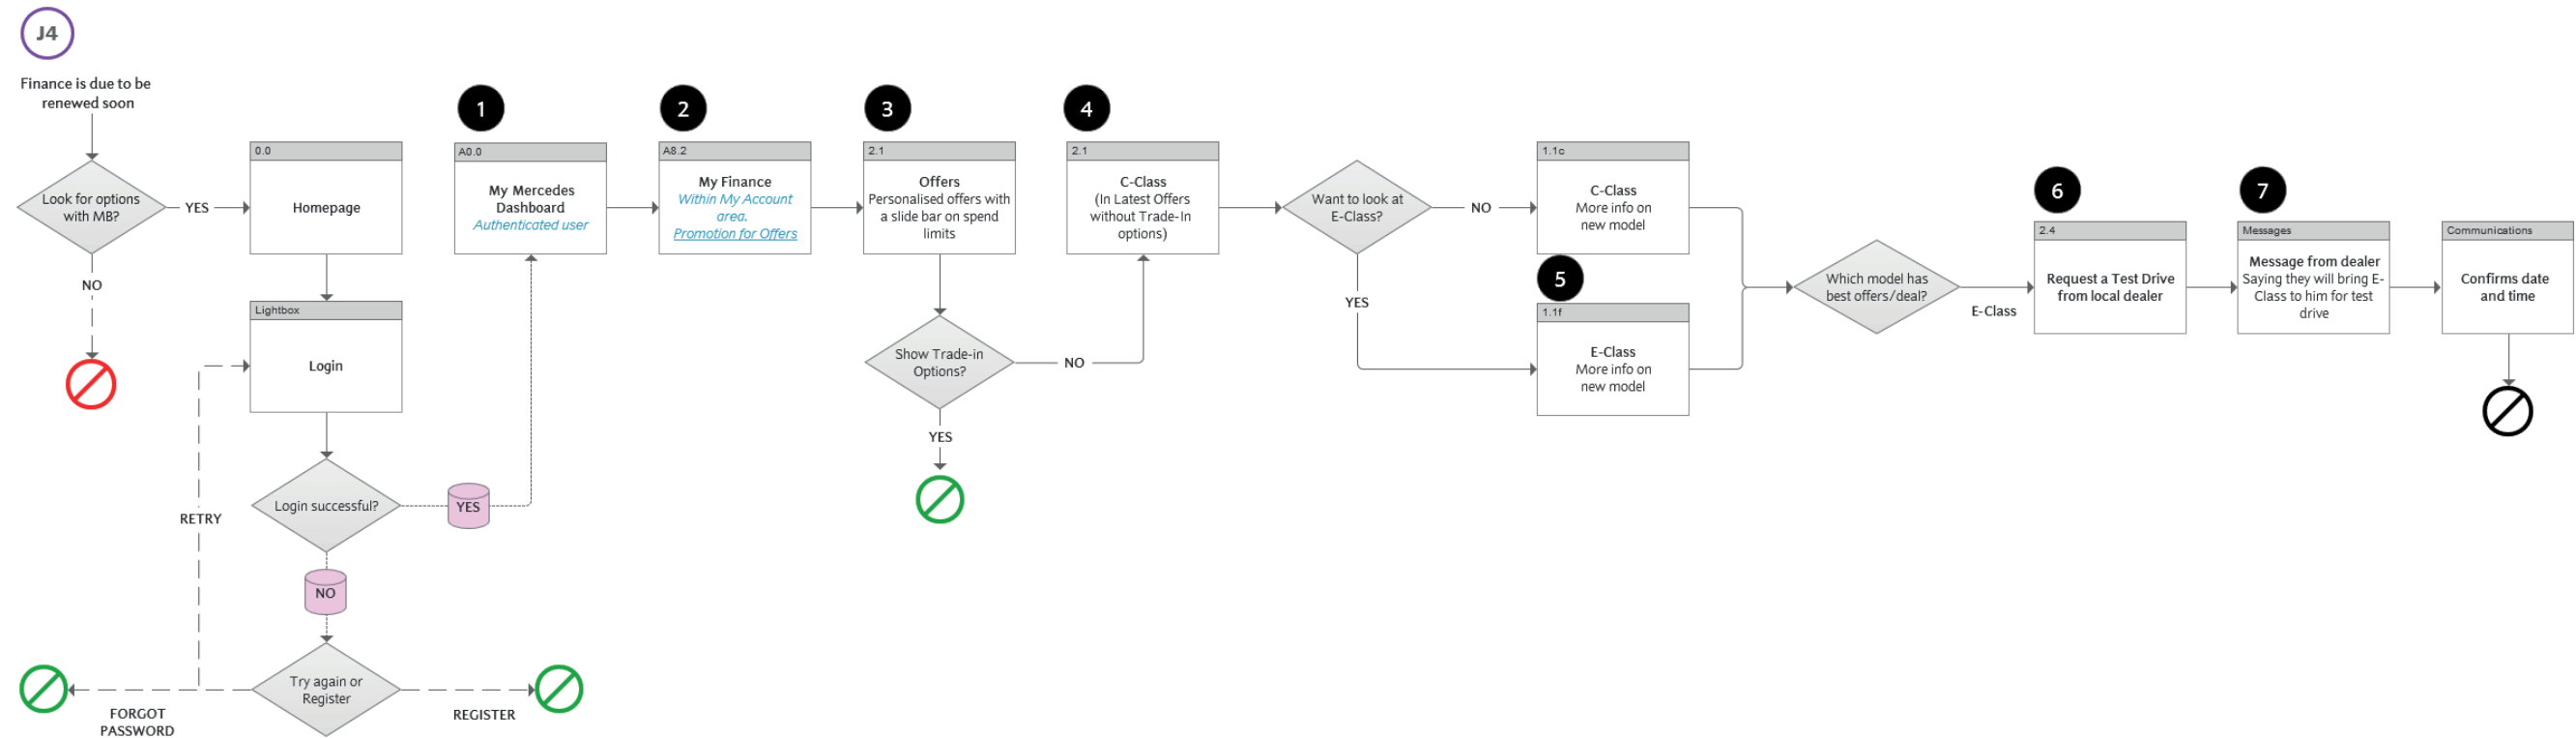 J4
Finance is due to be
renewed soon
Look for options
with MB?
YES
NO
0.0
Homepage
Lightbox
Login
Login successful?
YES
NO
RETRY
Try again or
Register
FORGOT
PASSWORD
REGISTER
1
A0.0
My Mercedes
Dashboard
Authenticated user
2
A8.2
My Finance
Within My Account
area.
Promotion for Offers
3
2.1
Offers
Personalised offers with
a slide bar on spend
limits
Show Trade-in
Options?
NO
YES
4
2.1
C-Class
(In Latest Offers
without Trade-In
options)
Want to look at
E-Class?
NO
YES
1.1c
C-Class
More info on
new model
5
1.1f
E-Class
More info on
new model
Which model has
best offers/deal?
E-Class
6
2.4
Request a Test Drive
from local dealer
7
Messages
Message from dealer
Saying they will bring E-
Class to him for test
drive
Communications
Confirms date
and time